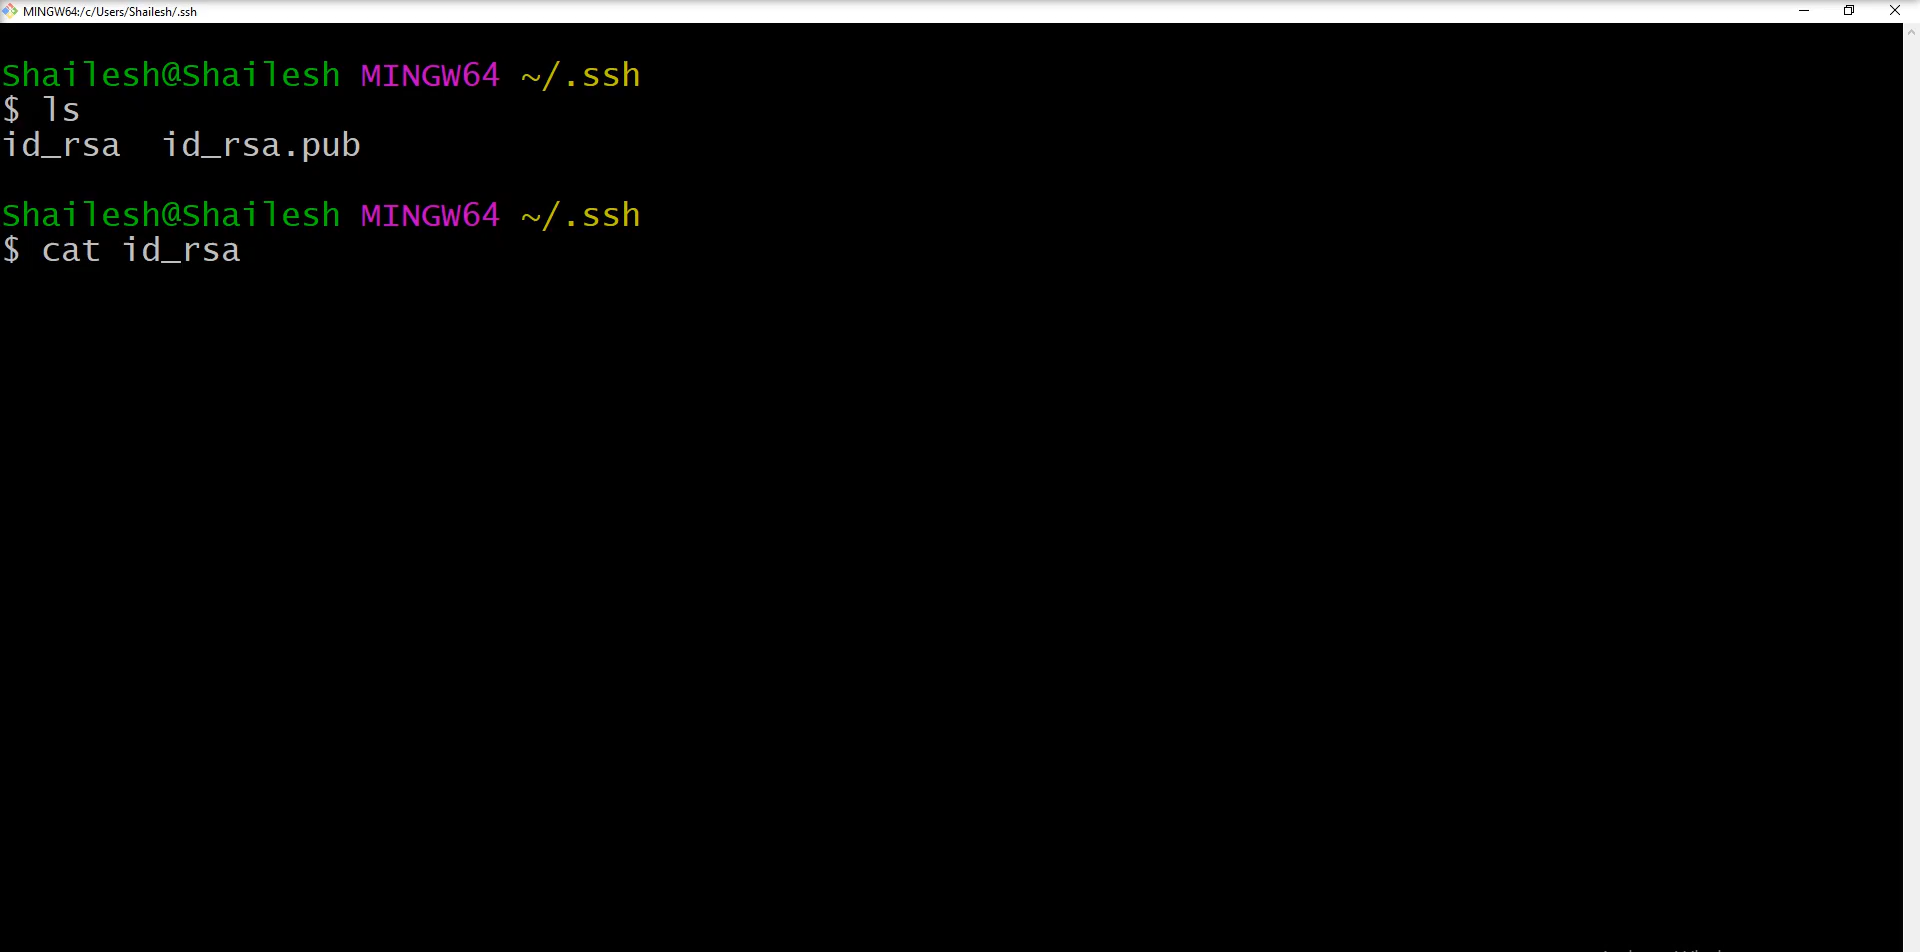 MINGW64:/c/Users/Shailesh/.ssh
Shailesh@Shailesh MINGW64 ~/.ssh
$ ls
id_rsa  id_rsa.pub
Shailesh@Shailesh MINGW64 ~/.ssh
$ cat id_rsa